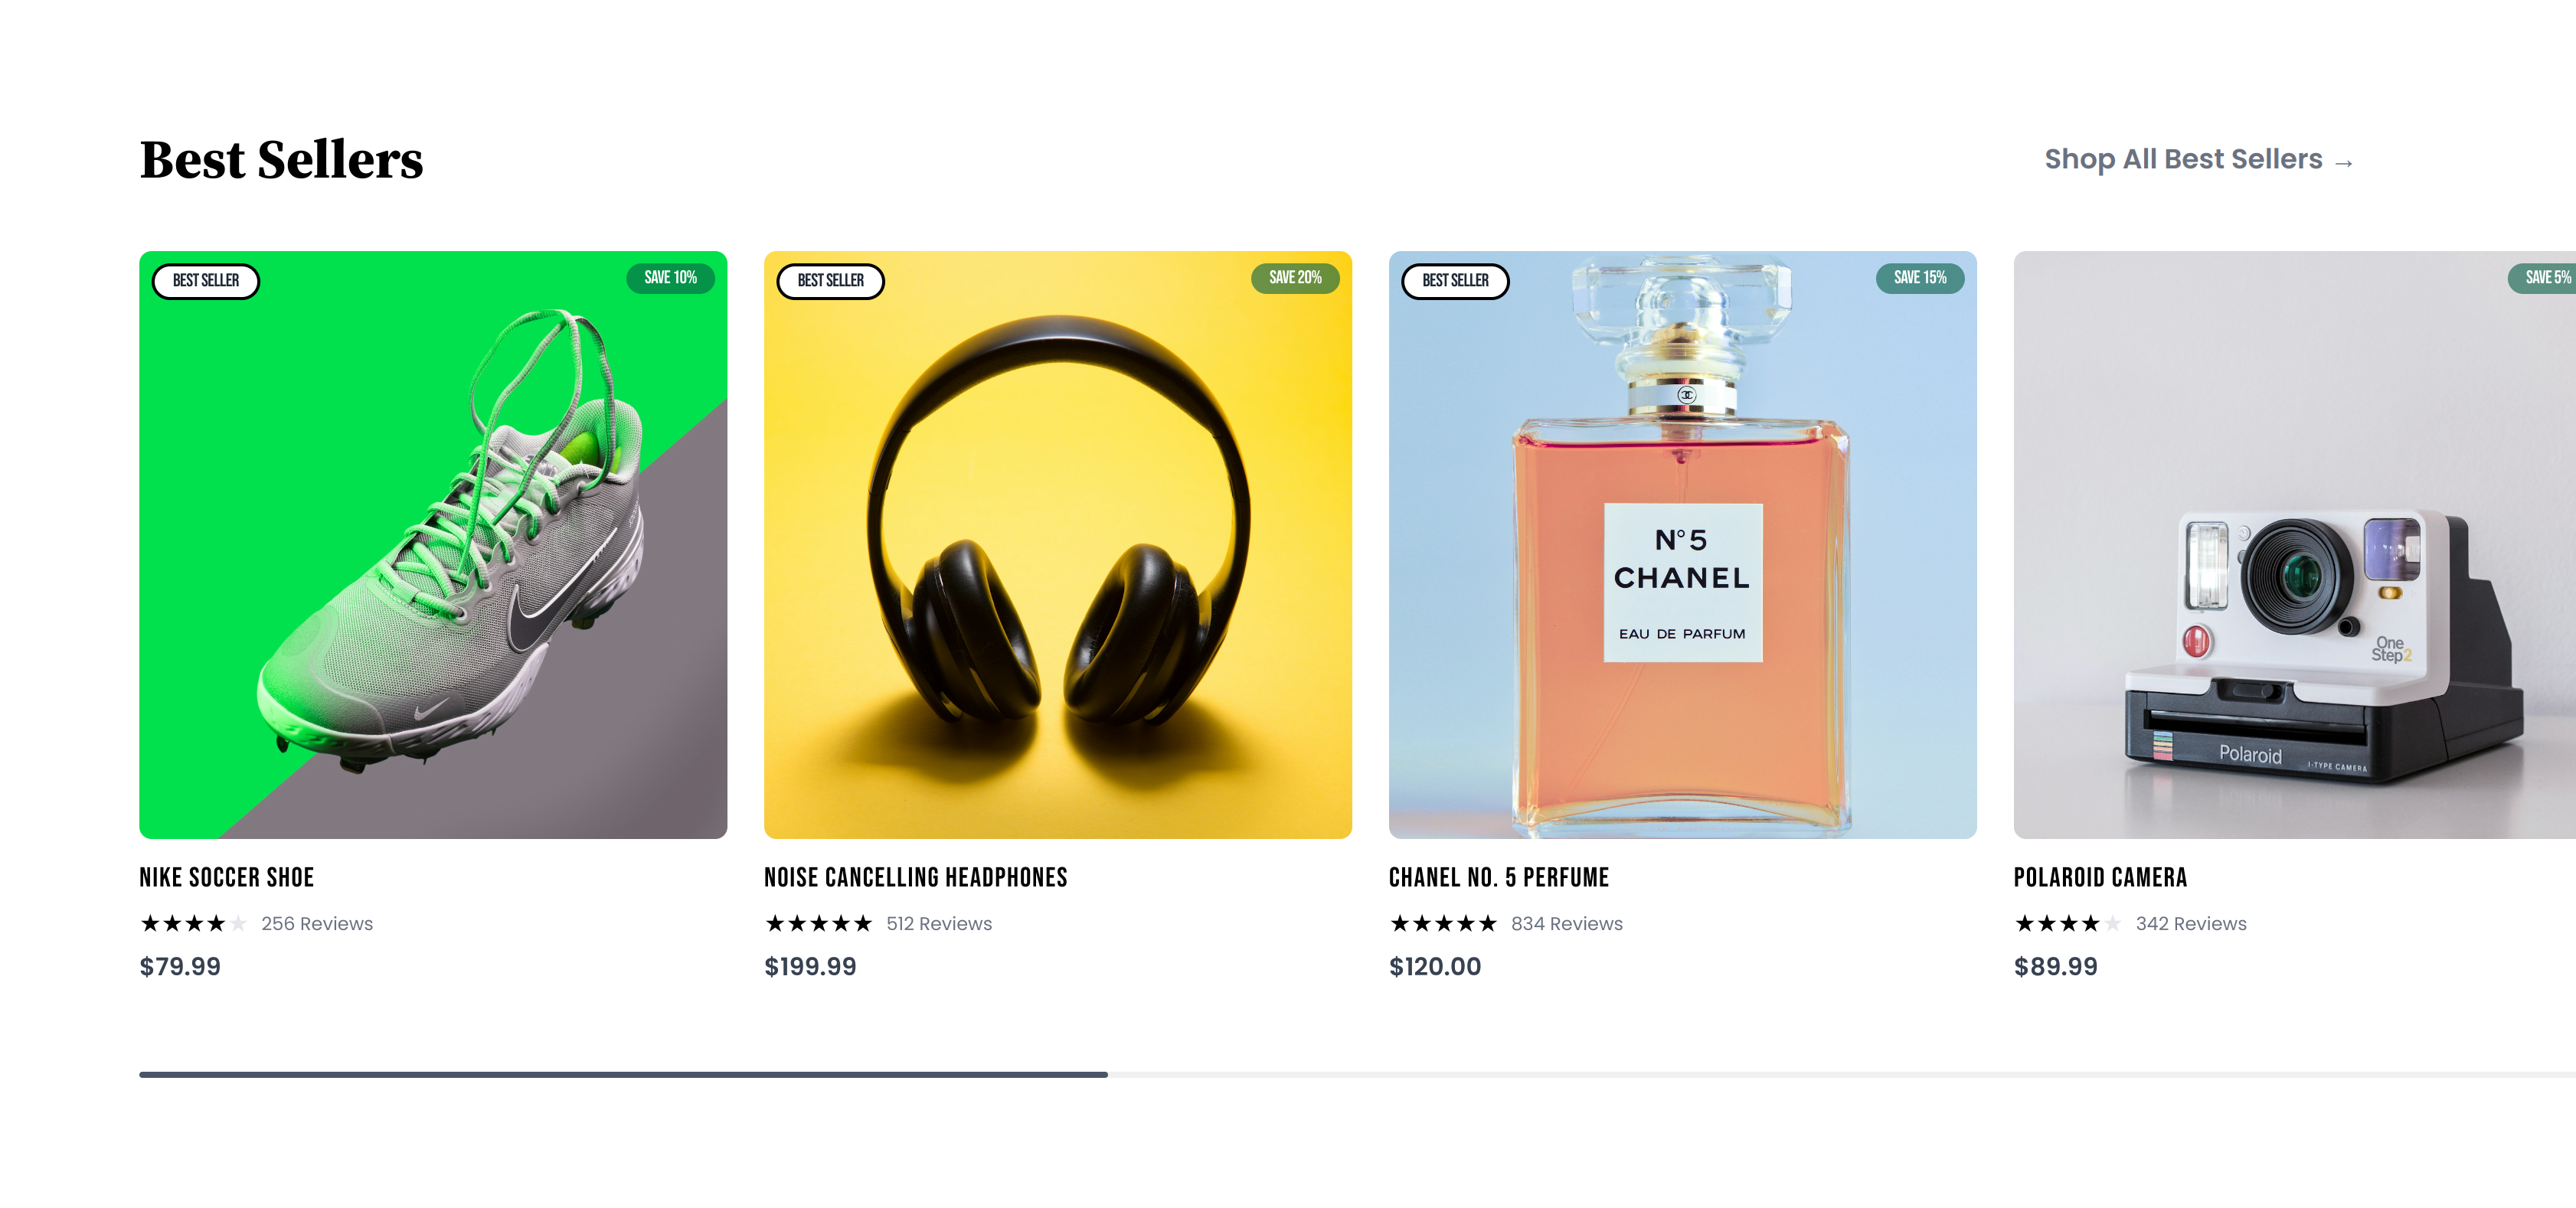 Best Sellers
Shop All Best Sellers →
BEST SELLER
SAVE 10%
BEST SELLER
SAVE 20%
BEST SELLER
SAVE 15%
SAVE 5%
N°5
CHANEL
EAU DE PARFUM
One
Step2
Polaroid
I-TYPE CAMERA
NIKE SOCCER SHOE
256 Reviews
$79.99
NOISE CANCELLING HEADPHONES
512 Reviews
$199.99
CHANEL NO. 5 PERFUME
834 Reviews
$120.00
POLAROID CAMERA
342 Reviews
$89.99